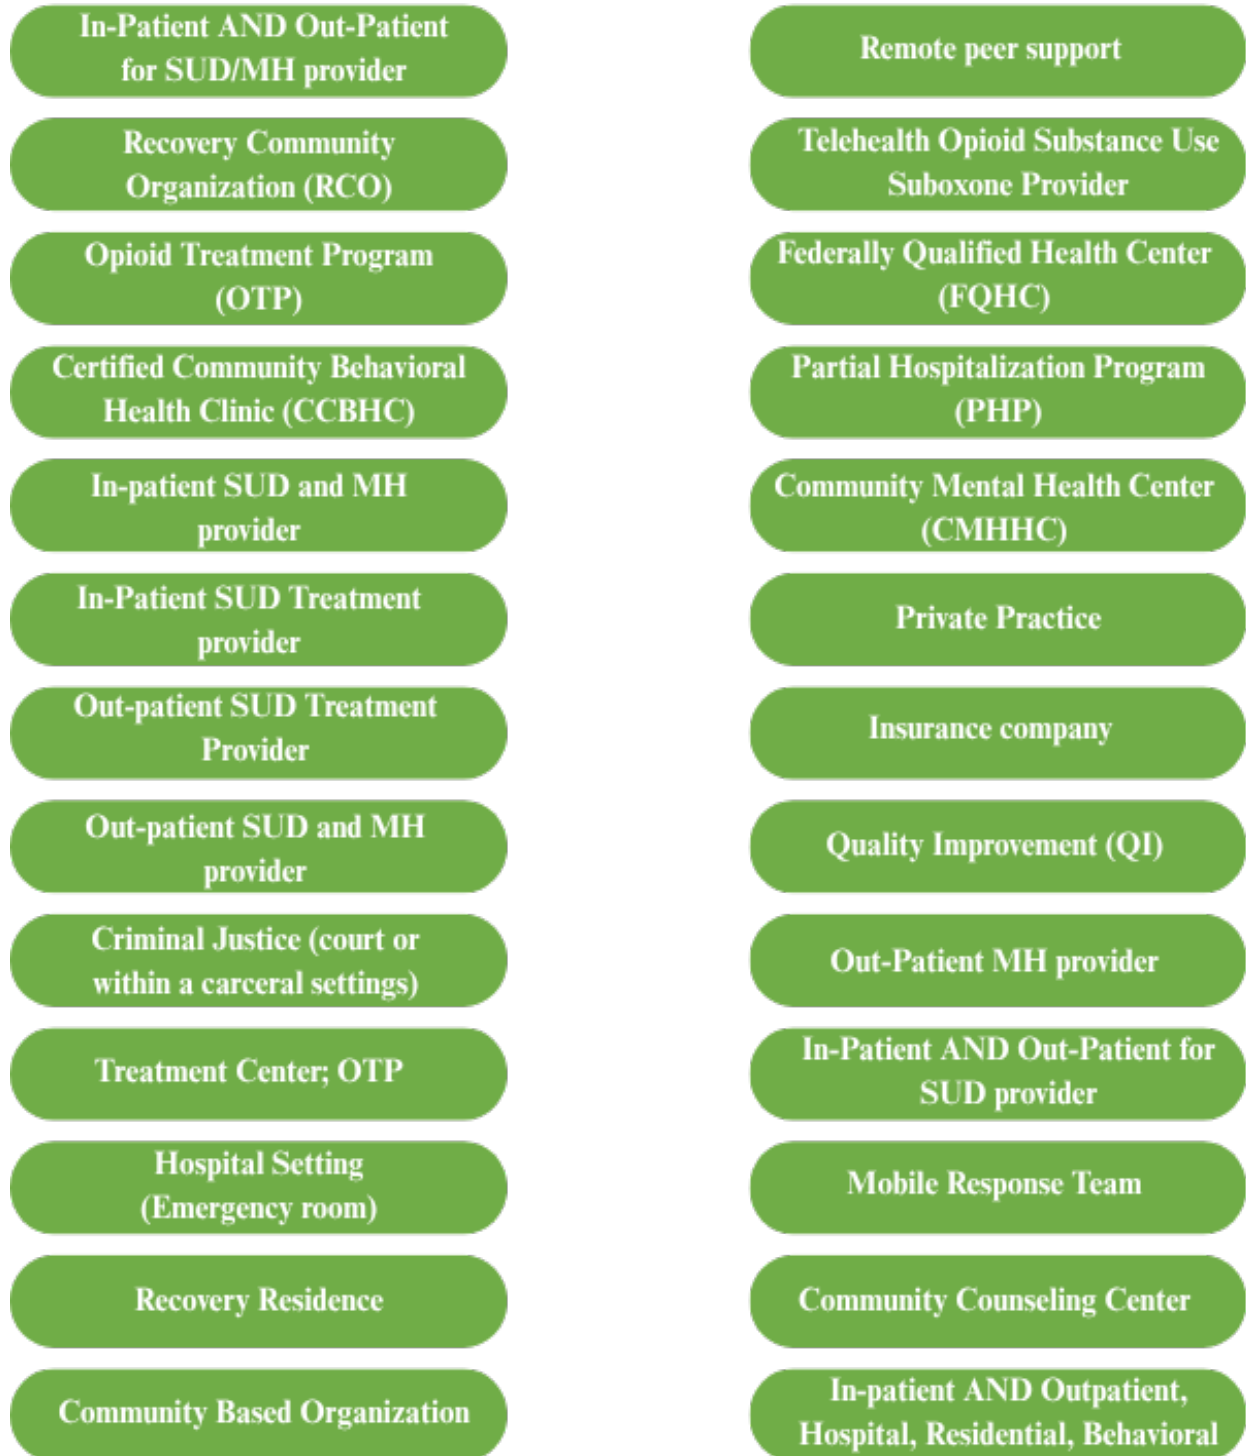 In-Patient AND Out-Patient
for SUD/MH provider
Recovery Community
Organization (RCO)
Opioid Treatment Program
(OTP)
Certified Community Behavioral
Health Clinic (CCBHC)
In-patient SUD and MH
provider
In-Patient SUD Treatment
provider
Out-patient SUD Treatment
Provider
Out-patient SUD and MH
provider
Criminal Justice (court or
within a carceral settings)
Treatment Center; OTP
Hospital Setting
(Emergency room)
Recovery Residence
Community Based Organization
Remote peer support
Telehealth Opioid Substance Use
Suboxone Provider
Federally Qualified Health Center
(FQHC)
Partial Hospitalization Program
(PHP)
Community Mental Health Center
(CMHHC)
Private Practice
Insurance company
Quality Improvement (QI)
Out-Patient MH provider
In-Patient AND Out-Patient for
SUD provider
Mobile Response Team
Community Counseling Center
In-patient AND Outpatient,
Hospital, Residential, Behavioral